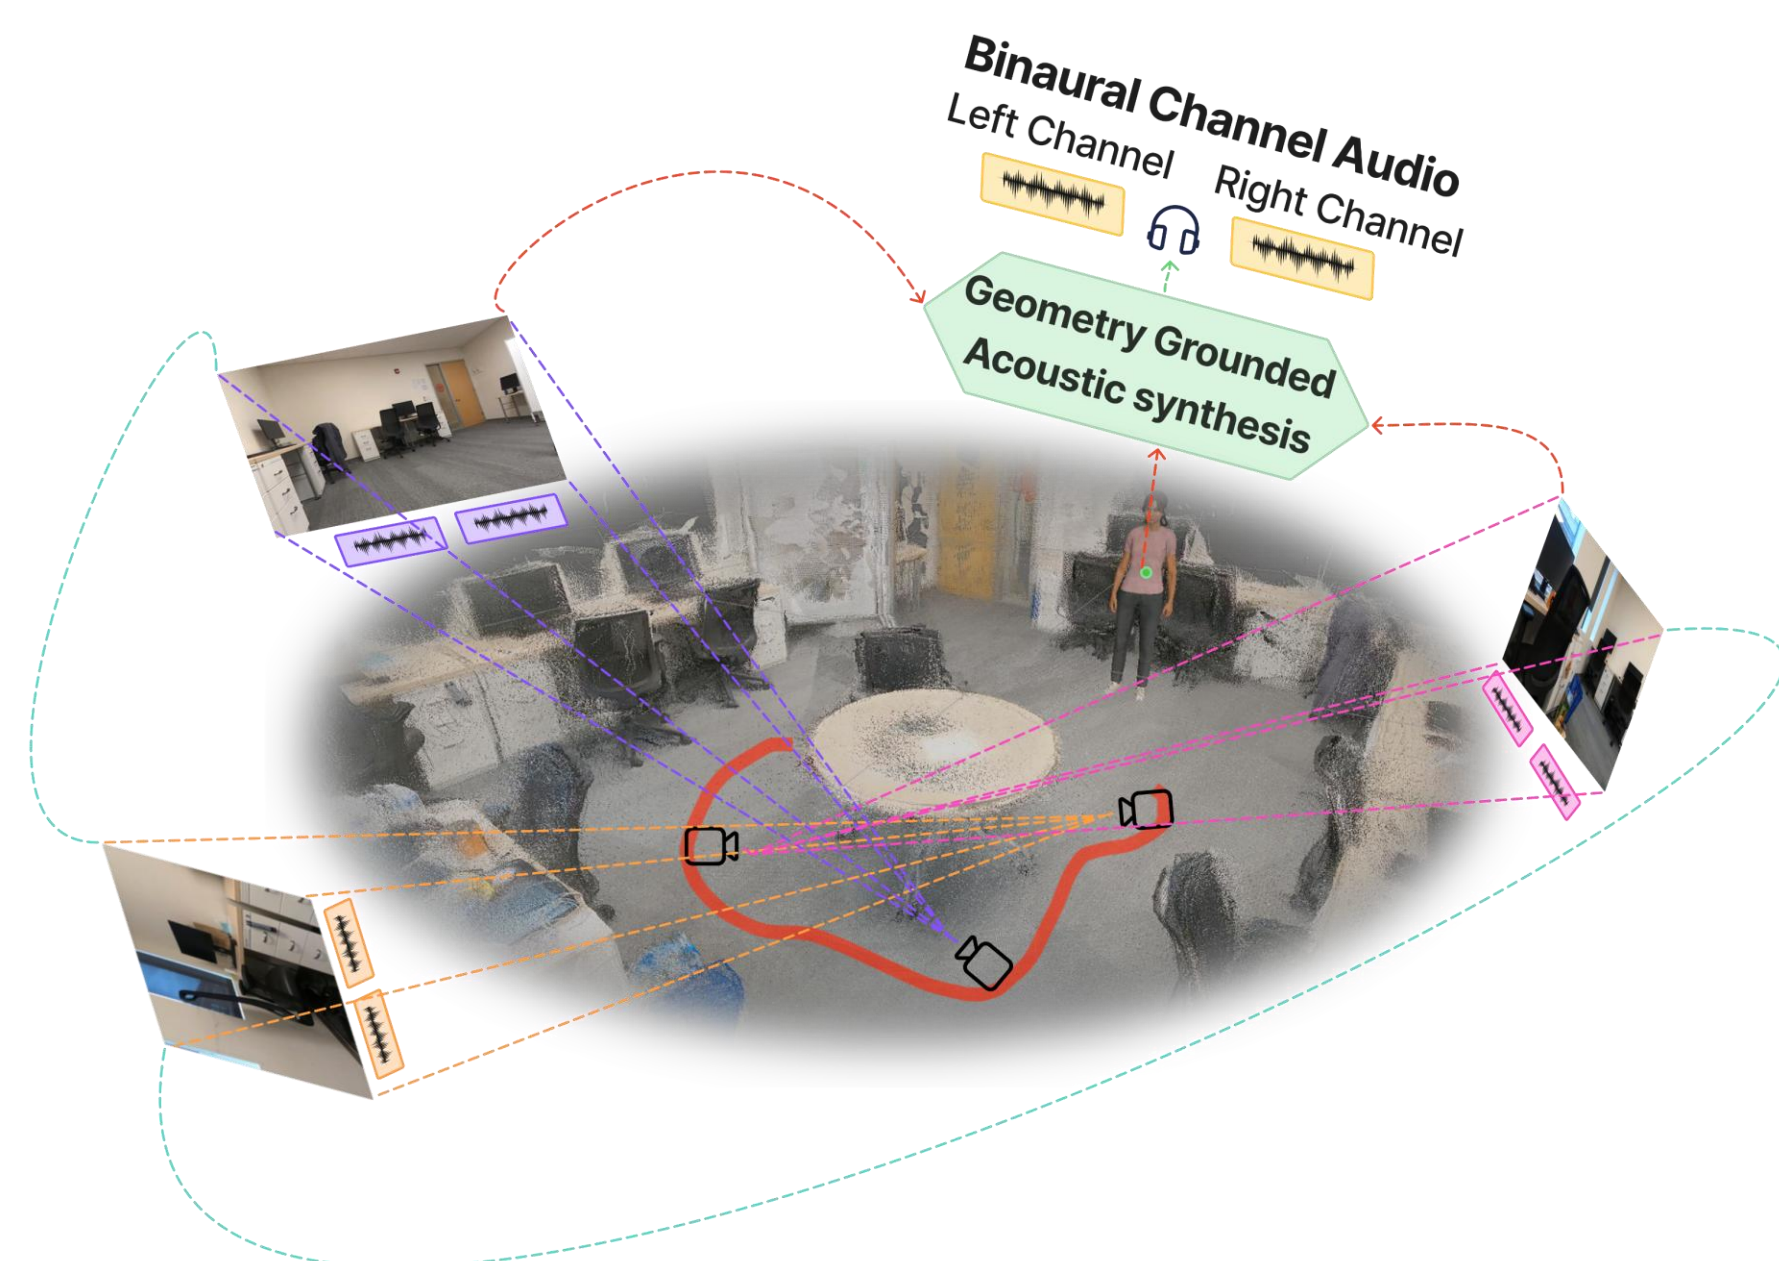 Binaural Channel Audio
Left Channel
Right Channel
Geometry Grounded
Acoustic synthesis